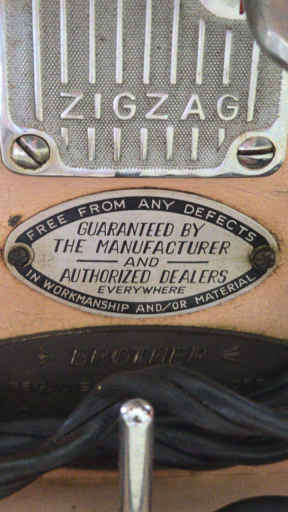 ZIGZAG
FREE FROM ANY DEFECTS
GUARANTEED BY
THE MANUFACTURER
AND
AUTHORIZED DEALERS
EVERYWHERE
IN WORKMANSHIP AND/OR MATERIAL
BROTHER